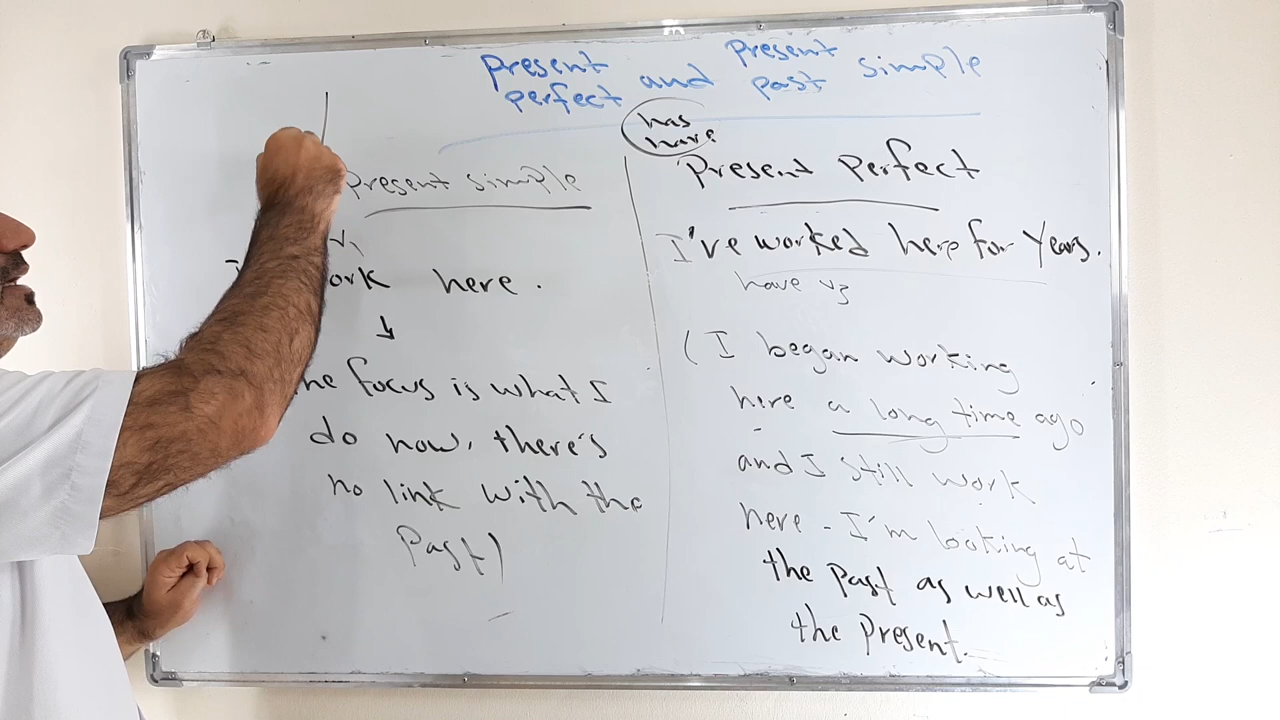 present and present simple
perfect past
has
have
Present simple
Present Perfect
v1
here.
I've worked here for years.
have v3
↓
focus is what I
do now, there's
no link with the
Past)
(I began working
here a long time ago
and I still work
here - I'm looking at
the past as well as
the Present.